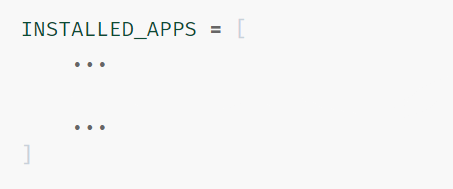 INSTALLED_APPS = [
...
...
]